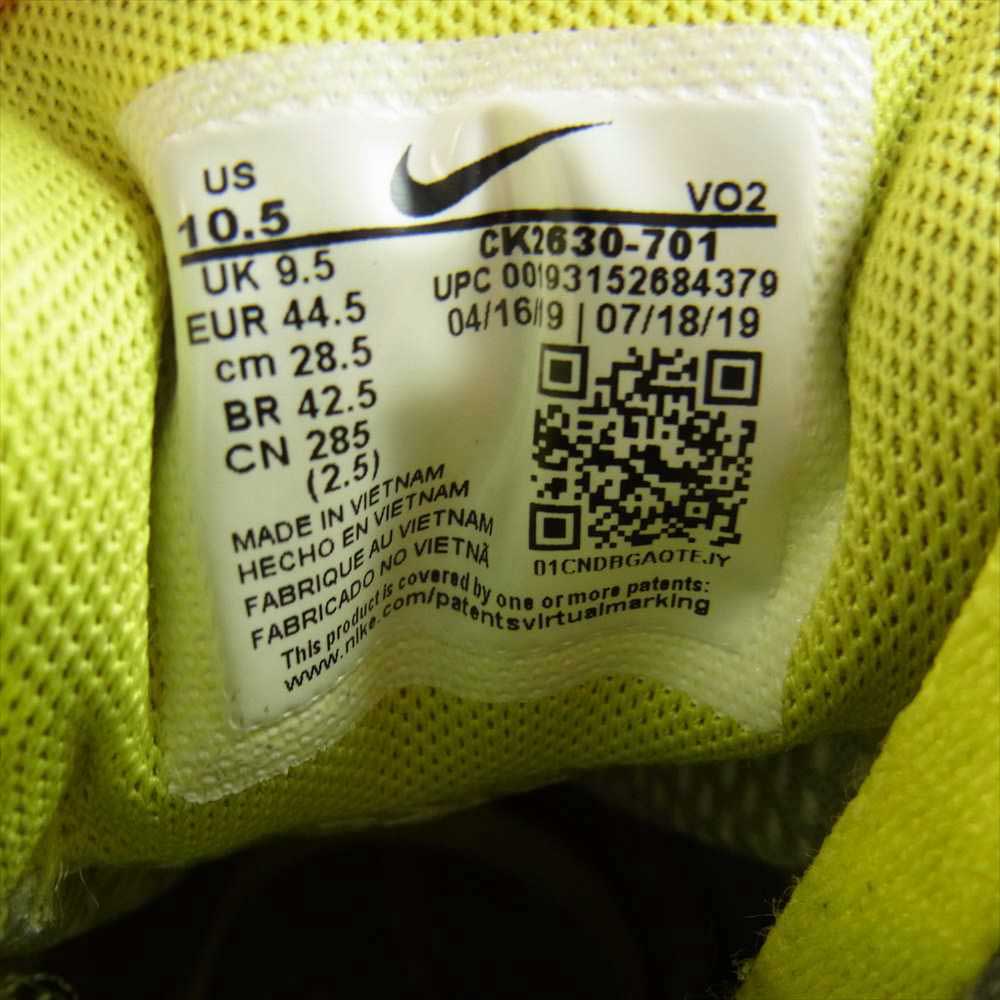 US
10.5
UK 9.5
EUR 44.5
cm 28.5
BR 42.5
CN 285
(2.5)
VO2
CK2630-701
UPC 00193152684379
04/16/19 | 07/18/19
01CNDBGAOTEJY
MADE IN VIETNAM
HECHO EN VIETNAM
FABRIQUE AU VIETNAM
FABRICADO NO VIETNÃ
This product is covered by one or more patents:
www.nike.com/patentsvirtualmarking